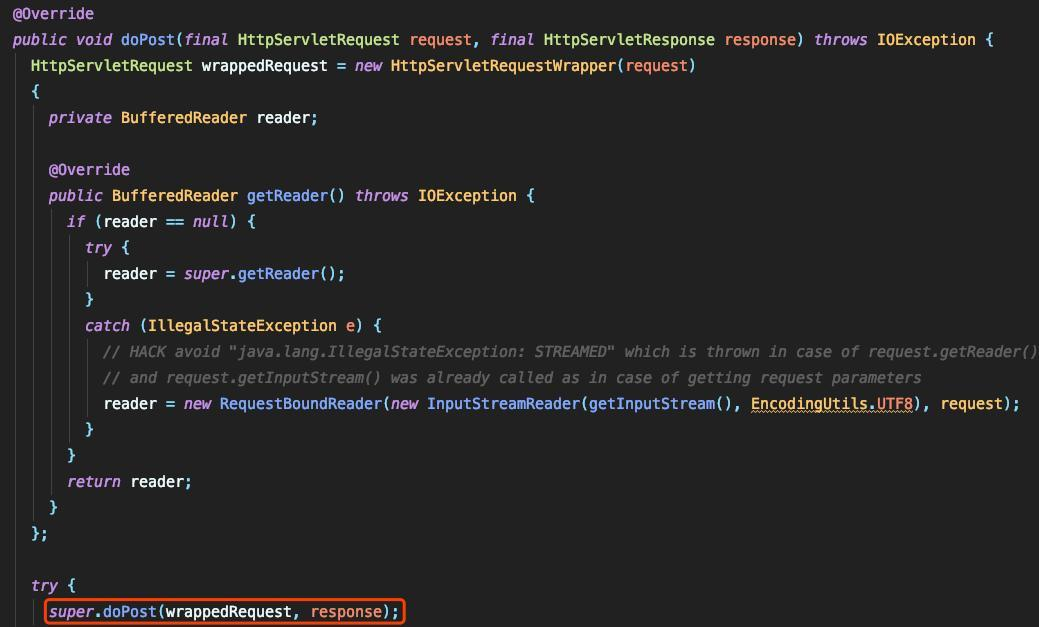 @Override
public void doPost(final HttpServletRequest request, final HttpServletResponse response) throws IOException {
HttpServletRequest wrappedRequest = new HttpServletRequestWrapper(request)
{
private BufferedReader reader;
@Override
public BufferedReader getReader() throws IOException {
if (reader == null) {
try {
reader = super.getReader();
}
catch (IllegalStateException e) {
// HACK avoid "java.lang.IllegalStateException: STREAMED" which is thrown in case of request.getReader()
// and request.getInputStream() was already called as in case of getting request parameters
reader = new RequestBoundReader(new InputStreamReader(getInputStream(), EncodingUtils.UTF8), request);
}
}
return reader;
}
};
try {
super.doPost(wrappedRequest, response);